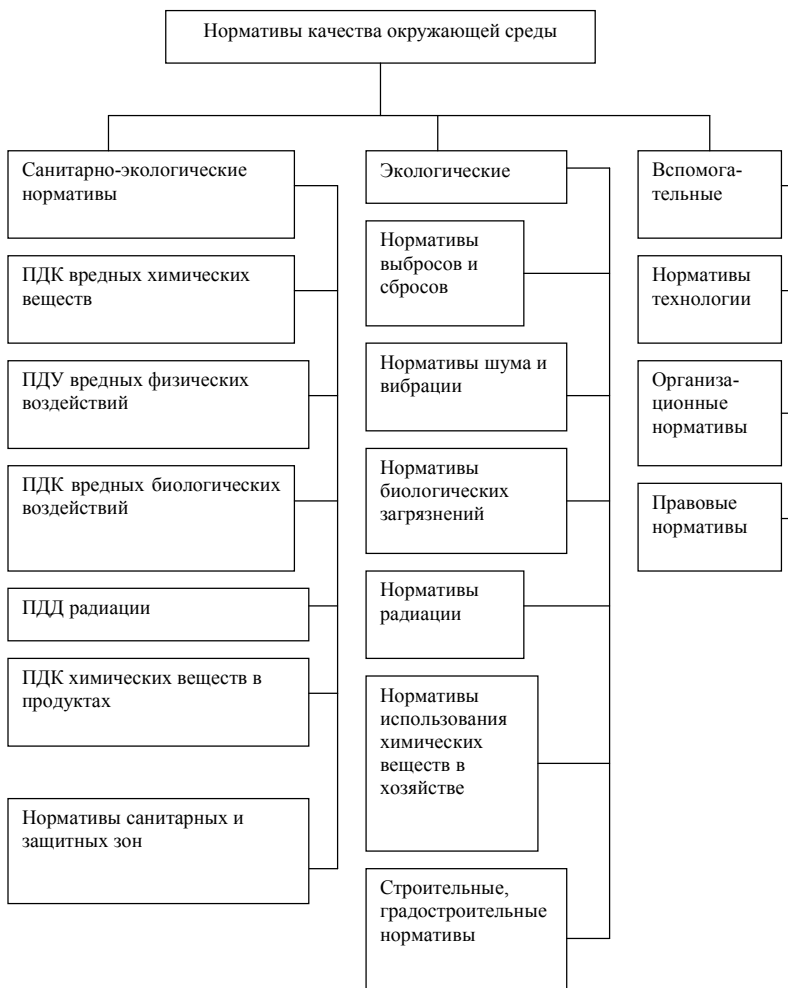 Нормативы качества окружающей среды
Санитарно-экологические
нормативы
ПДК вредных химических
веществ
ПДУ вредных физических
воздействий
ПДК вредных биологических
воздействий
ПДД радиации
ПДК химических веществ в
продуктах
Нормативы санитарных и
защитных зон
Экологические
Нормативы
выбросов и
сбросов
Нормативы шума и
вибрации
Нормативы
биологических
загрязнений
Нормативы
радиации
Нормативы
использования
химических
веществ в
хозяйстве
Строительные,
градостроительные
нормативы
Вспомога-
тельные
Нормативы
технологии
Организа-
ционные
нормативы
Правовые
нормативы